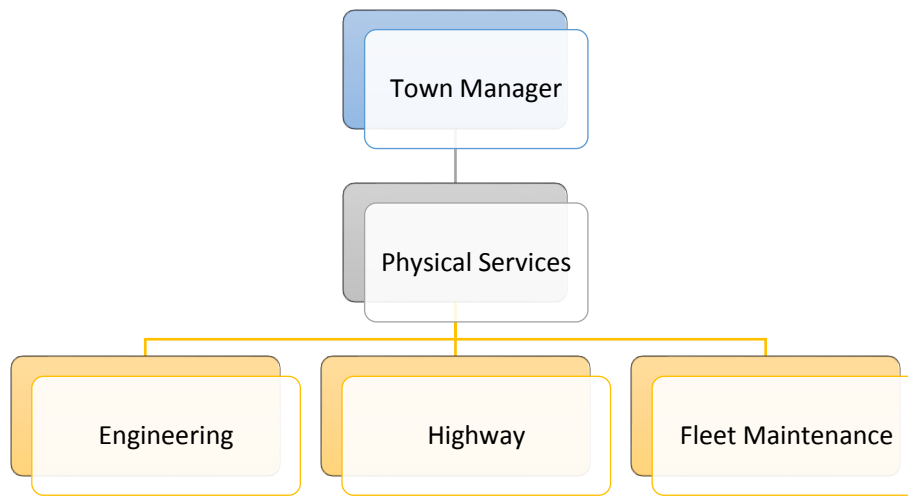 Town Manager
Physical Services
Engineering
Highway
Fleet Maintenance